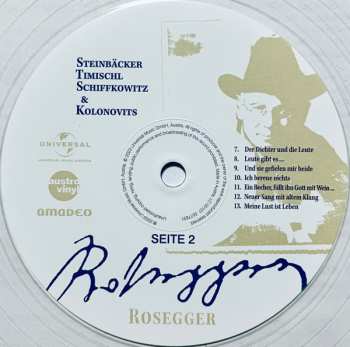 STEINBÄCKER
TIMISCHL
SCHIFFKOWITZ
&
KOLONOVITS
UNIVERSAL
austro
vinyl
AMADEO
7. Der Dichter und die Leute
8. Leute gibt es ...
9. Und sie gefielen mir beide
10. Ich bereue nichts
11. Ein Becher, füllt ihn Gott mit Wein ...
12. Neuer Sang mit altem Klang
13. Meine Lust ist Leben
SEITE 2
Rosegger
ROSEGGER